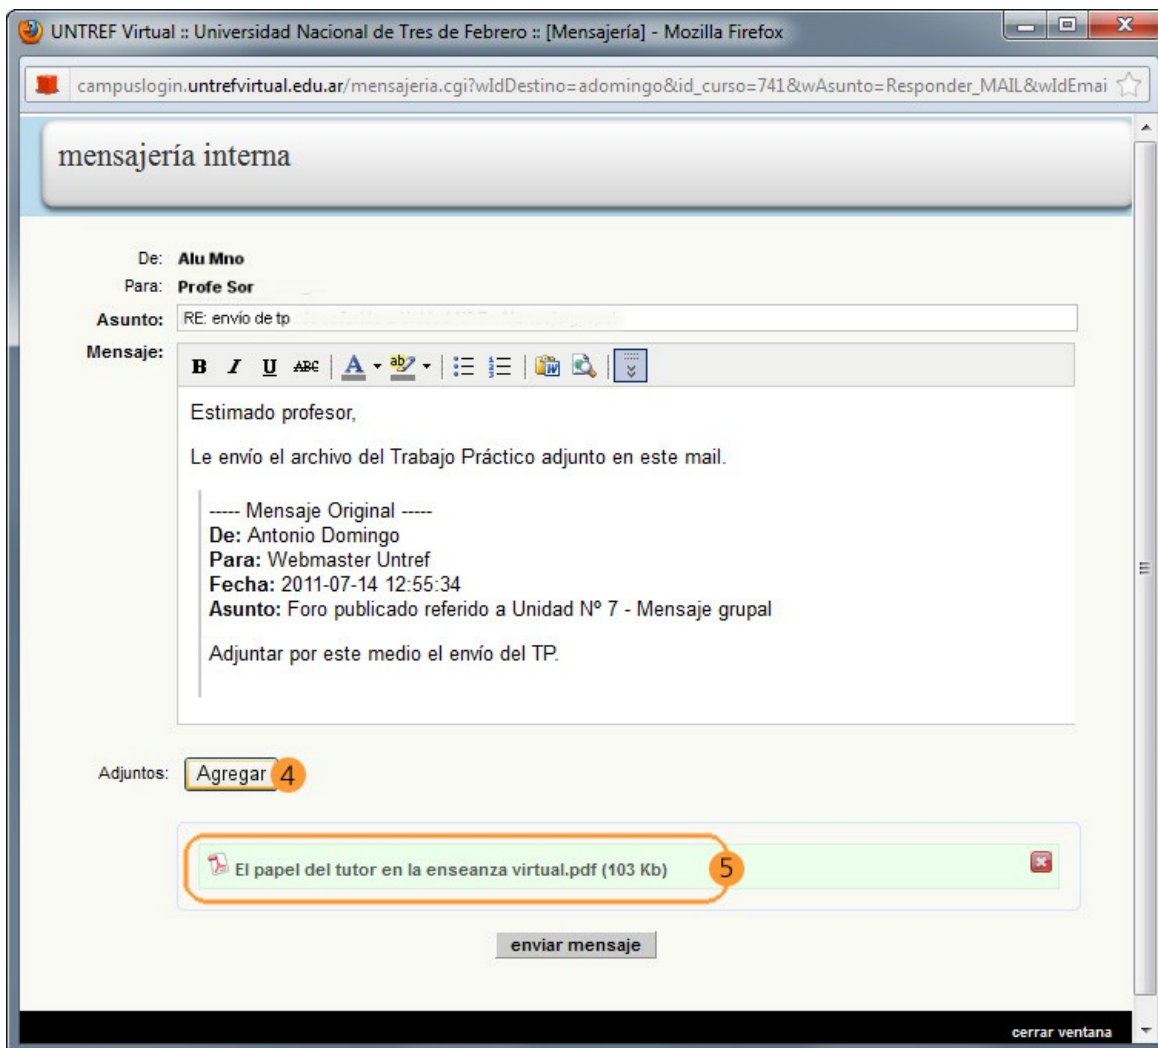 UNTREF Virtual :: Universidad Nacional de Tres de Febrero :: [Mensajería] - Mozilla Firefox
campuslogin.untrefvirtual.edu.ar/mensajeria.cgi?wIdDestino=adomingo&id_curso=741&wAsunto=Responder_MAIL&wIdEmai
mensajería interna
De: Alu Mno
Para: Profe Sor
Asunto: RE: envío de tp
Mensaje:
B I U ABC A ab
Estimado profesor,
Le envío el archivo del Trabajo Práctico adjunto en este mail.
----- Mensaje Original -----
De: Antonio Domingo
Para: Webmaster Untref
Fecha: 2011-07-14 12:55:34
Asunto: Foro publicado referido a Unidad Nº 7 - Mensaje grupal
Adjuntar por este medio el envío del TP.
Adjuntos: Agregar 4
El papel del tutor en la enseanza virtual.pdf (103 Kb) 5
enviar mensaje
cerrar ventana